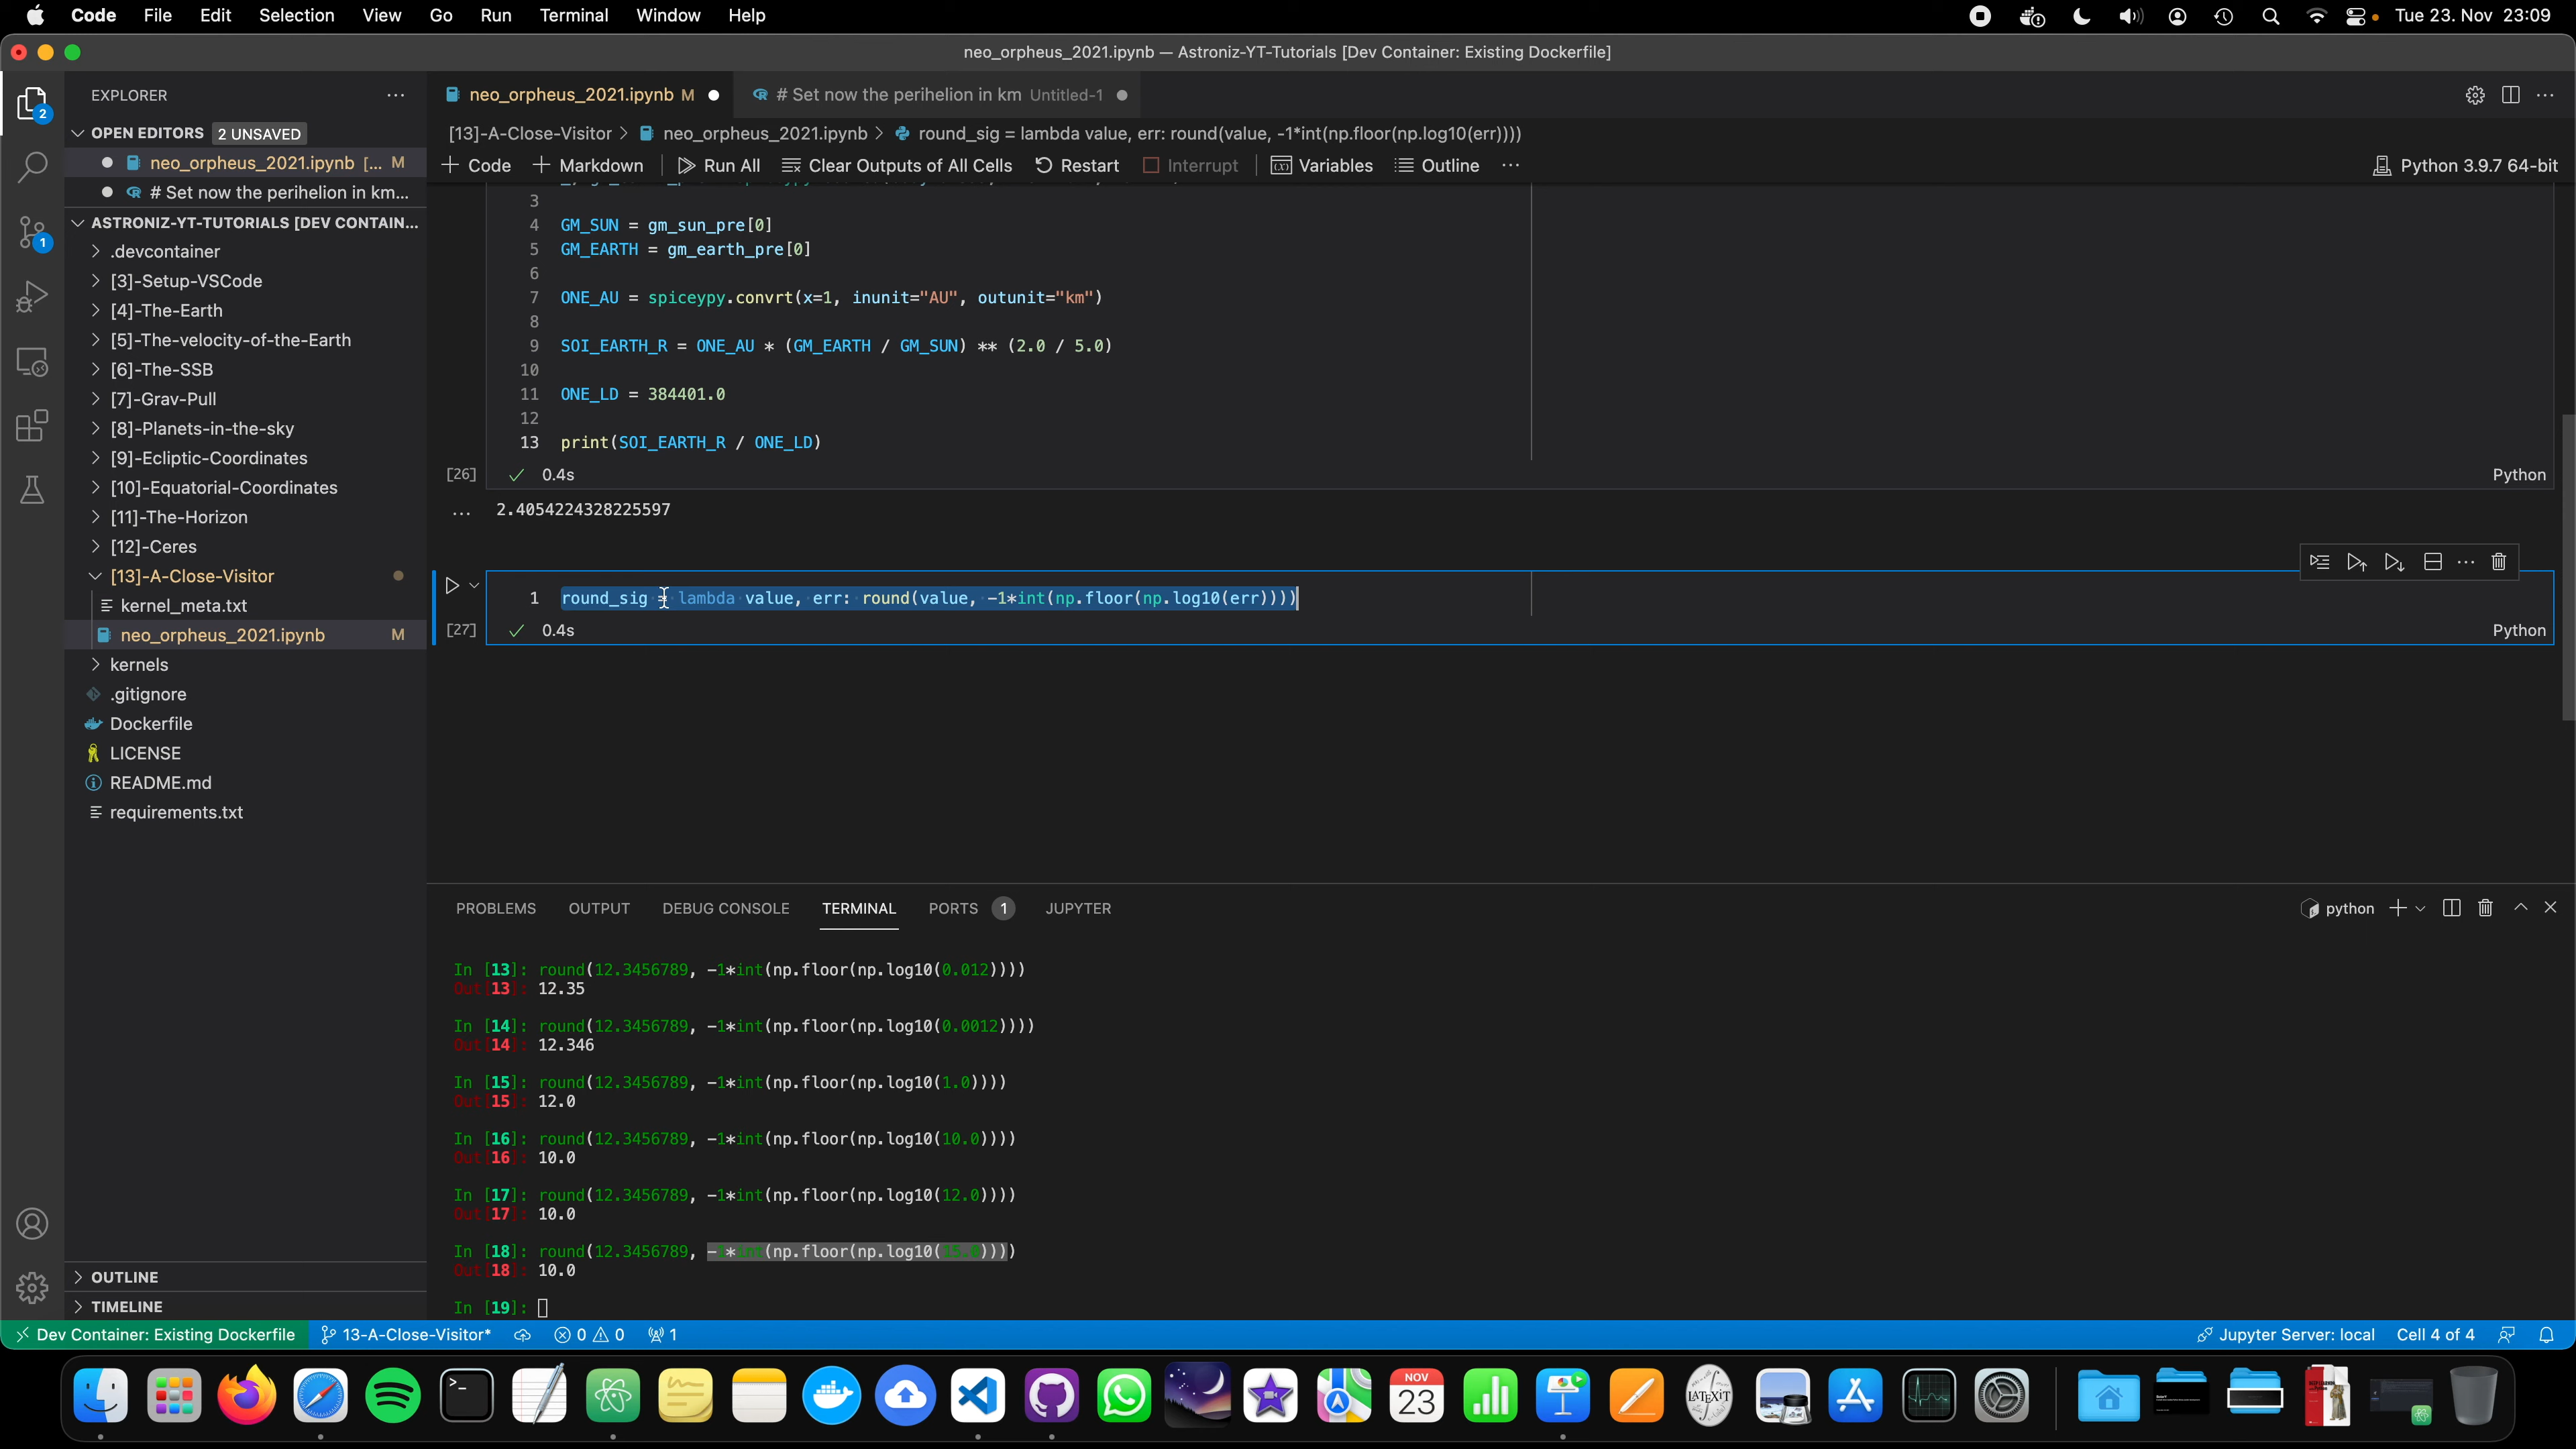 Code File Edit Selection View Go Run Terminal Window Help Tue 23. Nov 23:09
neo_orpheus_2021.ipynb — Astroniz-YT-Tutorials [Dev Container: Existing Dockerfile]
EXPLORER
OPEN EDITORS 2 UNSAVED
neo_orpheus_2021.ipynb [... M
# Set now the perihelion in km...
ASTRONIZ-YT-TUTORIALS [DEV CONTAIN...
.devcontainer
[3]-Setup-VSCode
[4]-The-Earth
[5]-The-velocity-of-the-Earth
[6]-The-SSB
[7]-Grav-Pull
[8]-Planets-in-the-sky
[9]-Ecliptic-Coordinates
[10]-Equatorial-Coordinates
[11]-The-Horizon
[12]-Ceres
[13]-A-Close-Visitor
kernel_meta.txt
neo_orpheus_2021.ipynb M
kernels
.gitignore
Dockerfile
LICENSE
README.md
requirements.txt
OUTLINE
TIMELINE
2
1
neo_orpheus_2021.ipynb M # Set now the perihelion in km Untitled-1
[13]-A-Close-Visitor > neo_orpheus_2021.ipynb > round_sig = lambda value, err: round(value, -1*int(np.floor(np.log10(err))))
+ Code + Markdown Run All Clear Outputs of All Cells Restart Interrupt Variables Outline ... Python 3.9.7 64-bit
3
4 GM_SUN = gm_sun_pre[0]
5 GM_EARTH = gm_earth_pre[0]
6
7 ONE_AU = spiceypy.convrt(x=1, inunit="AU", outunit="km")
8
9 SOI_EARTH_R = ONE_AU * (GM_EARTH / GM_SUN) ** (2.0 / 5.0)
10
11 ONE_LD = 384401.0
12
13 print(SOI_EARTH_R / ONE_LD)
[26] 0.4s Python
... 2.4054224328225597
1 round_sig = lambda value, err: round(value, -1*int(np.floor(np.log10(err))))
[27] 0.4s Python
PROBLEMS OUTPUT DEBUG CONSOLE TERMINAL PORTS 1 JUPYTER python
In [13]: round(12.3456789, -1*int(np.floor(np.log10(0.012))))
Out[13]: 12.35
In [14]: round(12.3456789, -1*int(np.floor(np.log10(0.0012))))
Out[14]: 12.346
In [15]: round(12.3456789, -1*int(np.floor(np.log10(1.0))))
Out[15]: 12.0
In [16]: round(12.3456789, -1*int(np.floor(np.log10(10.0))))
Out[16]: 10.0
In [17]: round(12.3456789, -1*int(np.floor(np.log10(12.0))))
Out[17]: 10.0
In [18]: round(12.3456789, -1*int(np.floor(np.log10(15.0))))
Out[18]: 10.0
In [19]:
Dev Container: Existing Dockerfile 13-A-Close-Visitor* 0 0 1 Jupyter Server: local Cell 4 of 4
NOV
23
LATEXIT